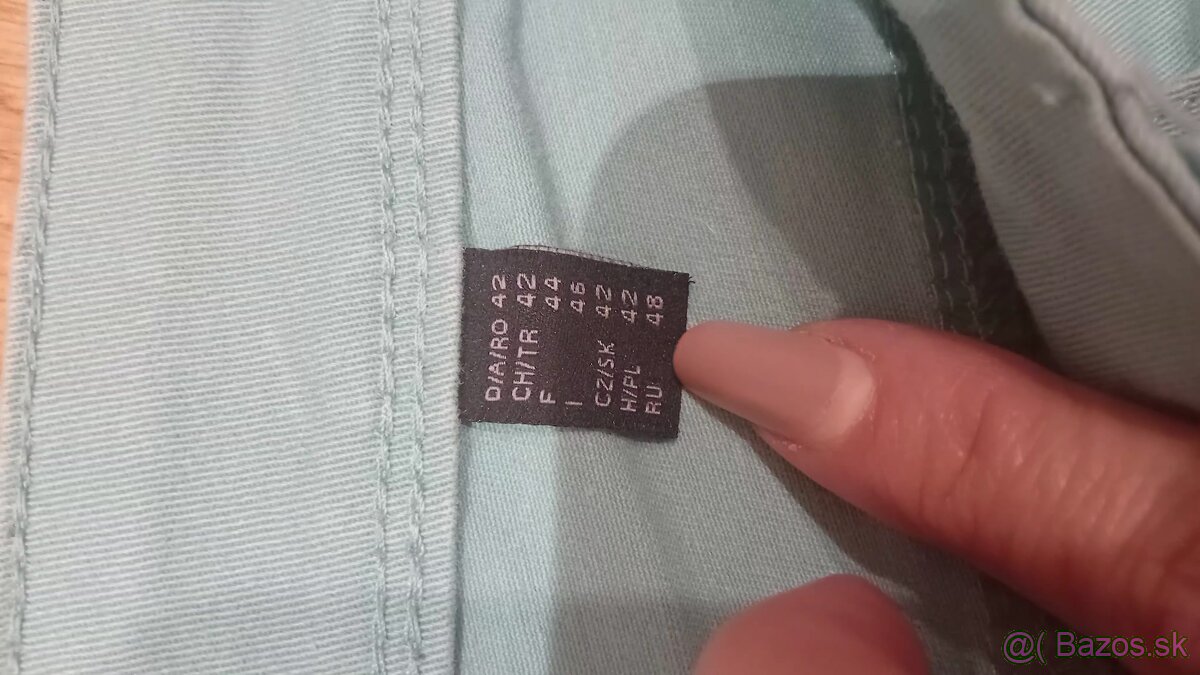 D/A/RO 42
CH/TR 42
F 44
I 46
CZ/SK 42
H/PL 42
RU 48
@( Bazos.sk